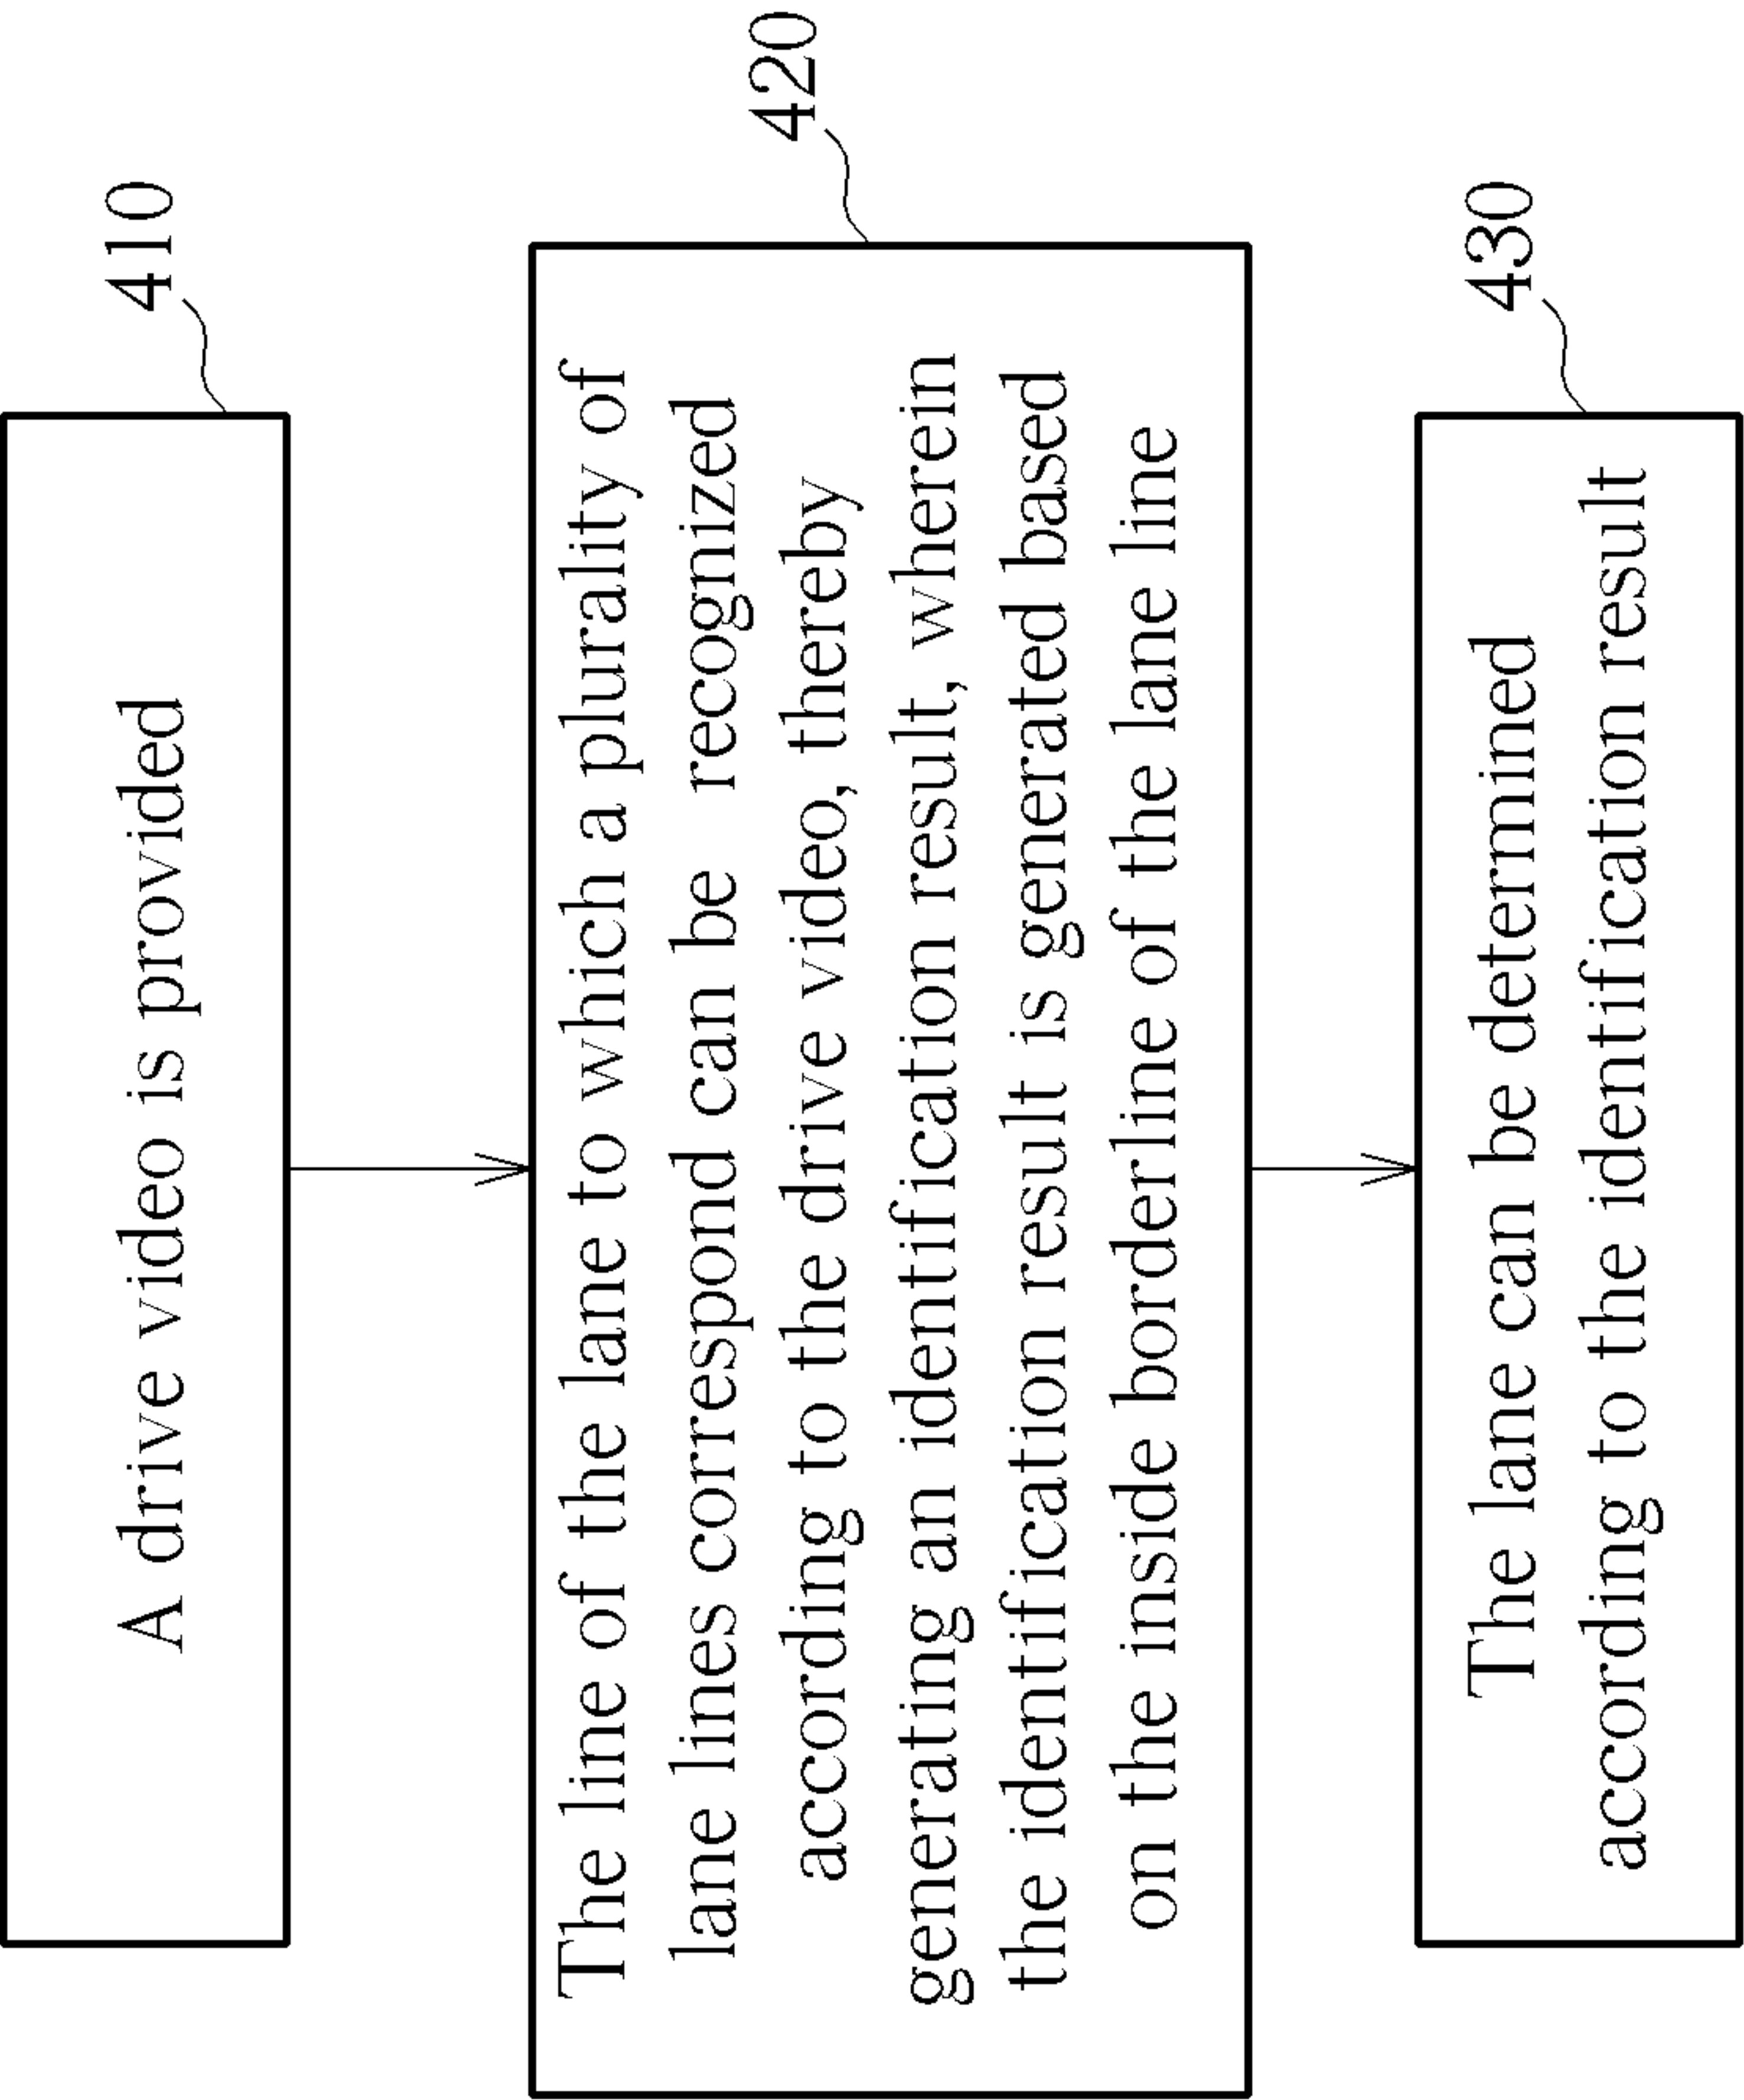 410
A drive video is provided
420
The line of the lane to which a plurality of
lane lines correspond can be recognized
according to the drive video, thereby
generating an identification result, wherein
the identification result is generated based
on the inside borderline of the lane line
430
The lane can be determined
according to the identification result